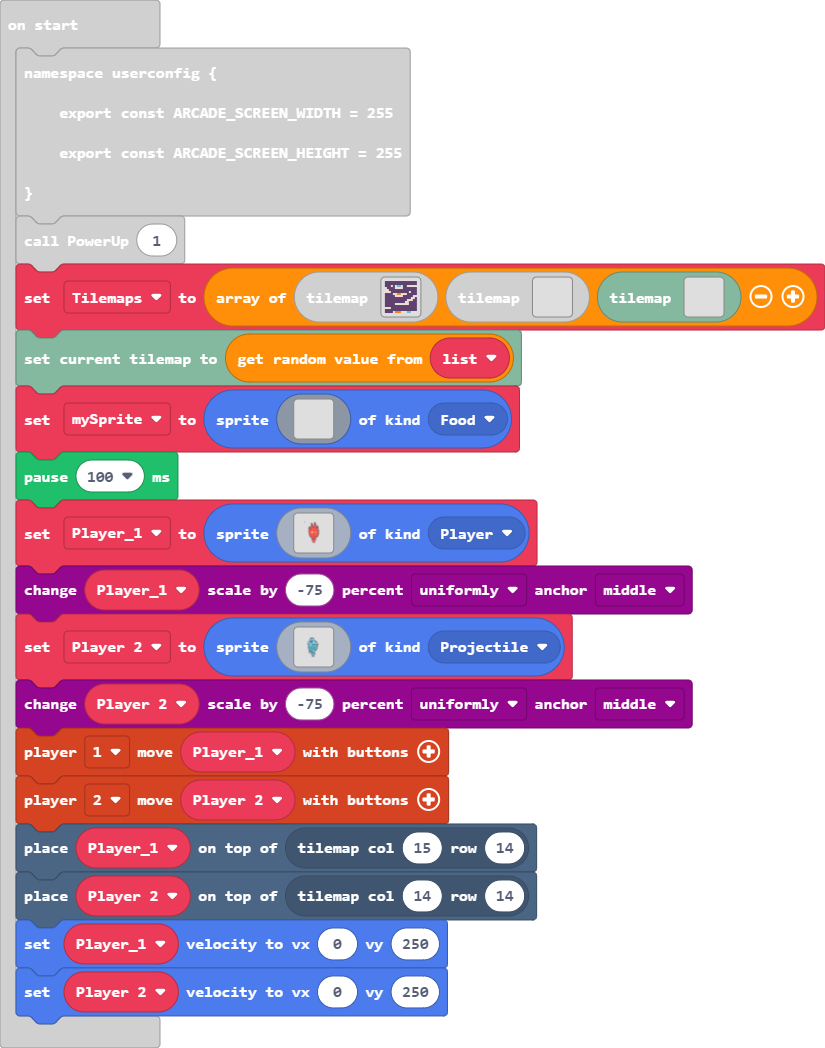 on start
namespace userconfig {
export const ARCADE_SCREEN_WIDTH = 255
export const ARCADE_SCREEN_HEIGHT = 255
}
call PowerUp 1
set Tilemaps to array of tilemap tilemap tilemap
set current tilemap to get random value from list
set mySprite to sprite of kind Food
pause 100 ms
set Player_1 to sprite of kind Player
change Player_1 scale by -75 percent uniformly anchor middle
set Player 2 to sprite of kind Projectile
change Player 2 scale by -75 percent uniformly anchor middle
player 1 move Player_1 with buttons
player 2 move Player 2 with buttons
place Player_1 on top of tilemap col 15 row 14
place Player 2 on top of tilemap col 14 row 14
set Player_1 velocity to vx 0 vy 250
set Player 2 velocity to vx 0 vy 250